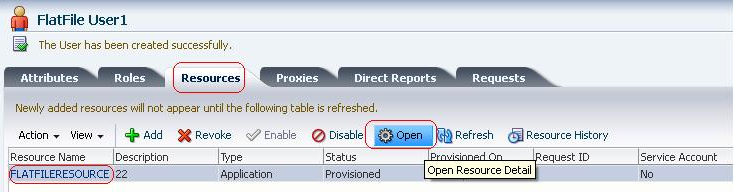 FlatFile User1
The User has been created successfully.
Attributes Roles Resources Proxies Direct Reports Requests
Newly added resources will not appear until the following table is refreshed.
Action View Add Revoke Enable Disable Open Refresh Resource History
Resource Name Description Type Status Provisioned On Request ID Service Account
FLATFILERESOURCE 22 Application Provisioned No
Open Resource Detail